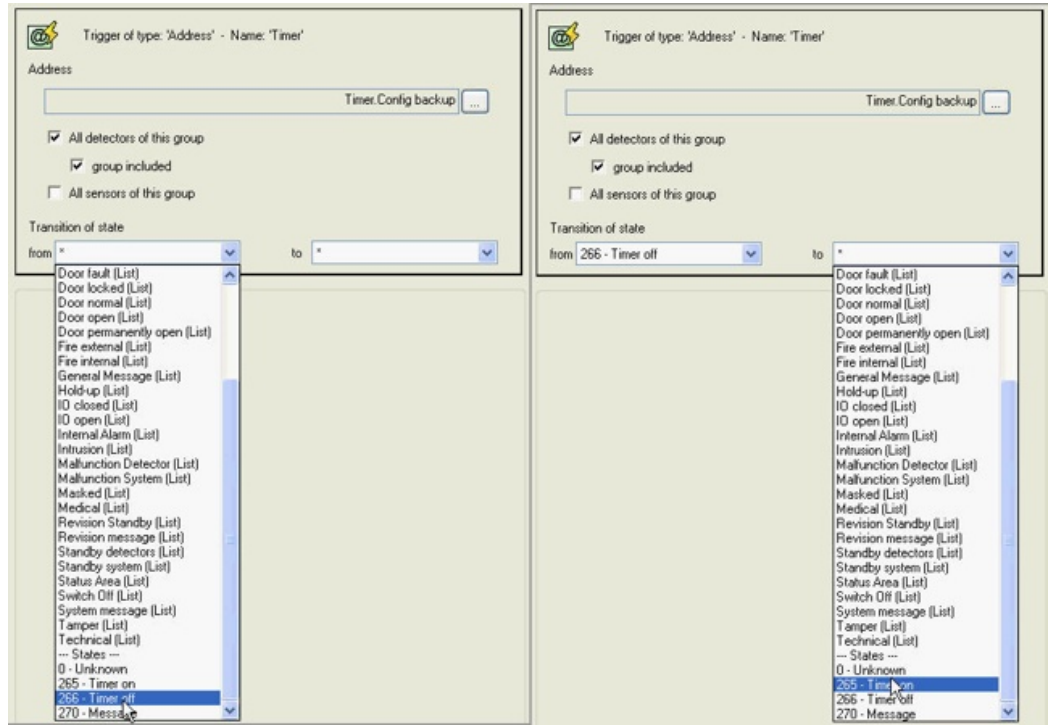 Trigger of type: 'Address' - Name: 'Timer'
Address
Timer.Config backup ...
All detectors of this group
group included
All sensors of this group
Transition of state
from * to *
Door fault (List)
Door locked (List)
Door normal (List)
Door open (List)
Door permanently open (List)
Fire external (List)
Fire internal (List)
General Message (List)
Hold-up (List)
IO closed (List)
IO open (List)
Internal Alarm (List)
Intrusion (List)
Malfunction Detector (List)
Malfunction System (List)
Masked (List)
Medical (List)
Revision Standby (List)
Revision message (List)
Standby detectors (List)
Standby system (List)
Status Area (List)
Switch Off (List)
System message (List)
Tamper (List)
Technical (List)
--- States ---
0 - Unknown
265 - Timer on
266 - Timer off
270 - Message
Trigger of type: 'Address' - Name: 'Timer'
Address
Timer.Config backup ...
All detectors of this group
group included
All sensors of this group
Transition of state
from 266 - Timer off to *
Door fault (List)
Door locked (List)
Door normal (List)
Door open (List)
Door permanently open (List)
Fire external (List)
Fire internal (List)
General Message (List)
Hold-up (List)
IO closed (List)
IO open (List)
Internal Alarm (List)
Intrusion (List)
Malfunction Detector (List)
Malfunction System (List)
Masked (List)
Medical (List)
Revision Standby (List)
Revision message (List)
Standby detectors (List)
Standby system (List)
Status Area (List)
Switch Off (List)
System message (List)
Tamper (List)
Technical (List)
--- States ---
0 - Unknown
265 - Timer on
266 - Timer off
270 - Message